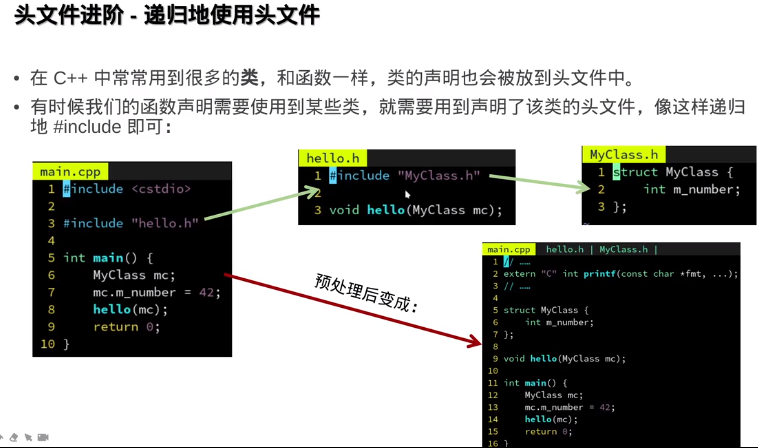 头文件进阶 - 递归地使用头文件
• 在 C++ 中常常用到很多的类，和函数一样，类的声明也会被放到头文件中。
• 有时候我们的函数声明需要使用到某些类，就需要用到声明了该类的头文件，像这样递归
地 #include 即可：
main.cpp
1 #include <cstdio>
2
3 #include "hello.h"
4
5 int main() {
6 MyClass mc;
7 mc.m_number = 42;
8 hello(mc);
9 return 0;
10 }
hello.h
1 #include "MyClass.h"
2
3 void hello(MyClass mc);
MyClass.h
1 struct MyClass {
2 int m_number;
3 };
预处理后变成：
main.cpp hello.h | MyClass.h |
1 // ……
2 extern "C" int printf(const char *fmt, ...);
3 // ……
4
5 struct MyClass {
6 int m_number;
7 };
8
9 void hello(MyClass mc);
10
11 int main() {
12 MyClass mc;
13 mc.m_number = 42;
14 hello(mc);
15 return 0;
16 }